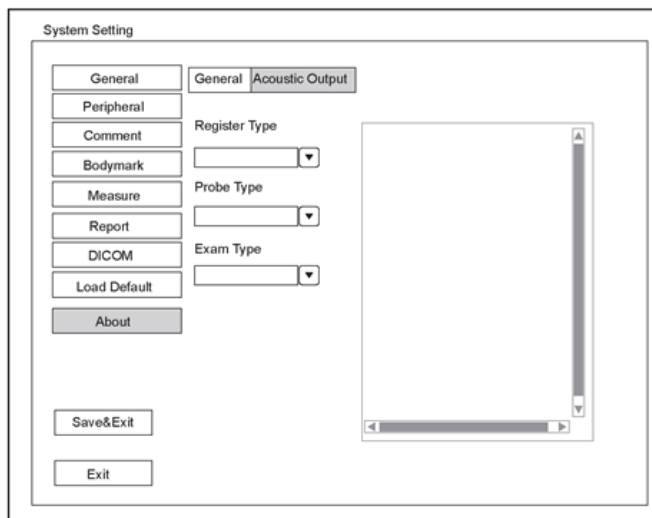 System Setting
General
Peripheral
Comment
Bodymark
Measure
Report
DICOM
Load Default
About
Save&Exit
Exit
General Acoustic Output
Register Type
Probe Type
Exam Type